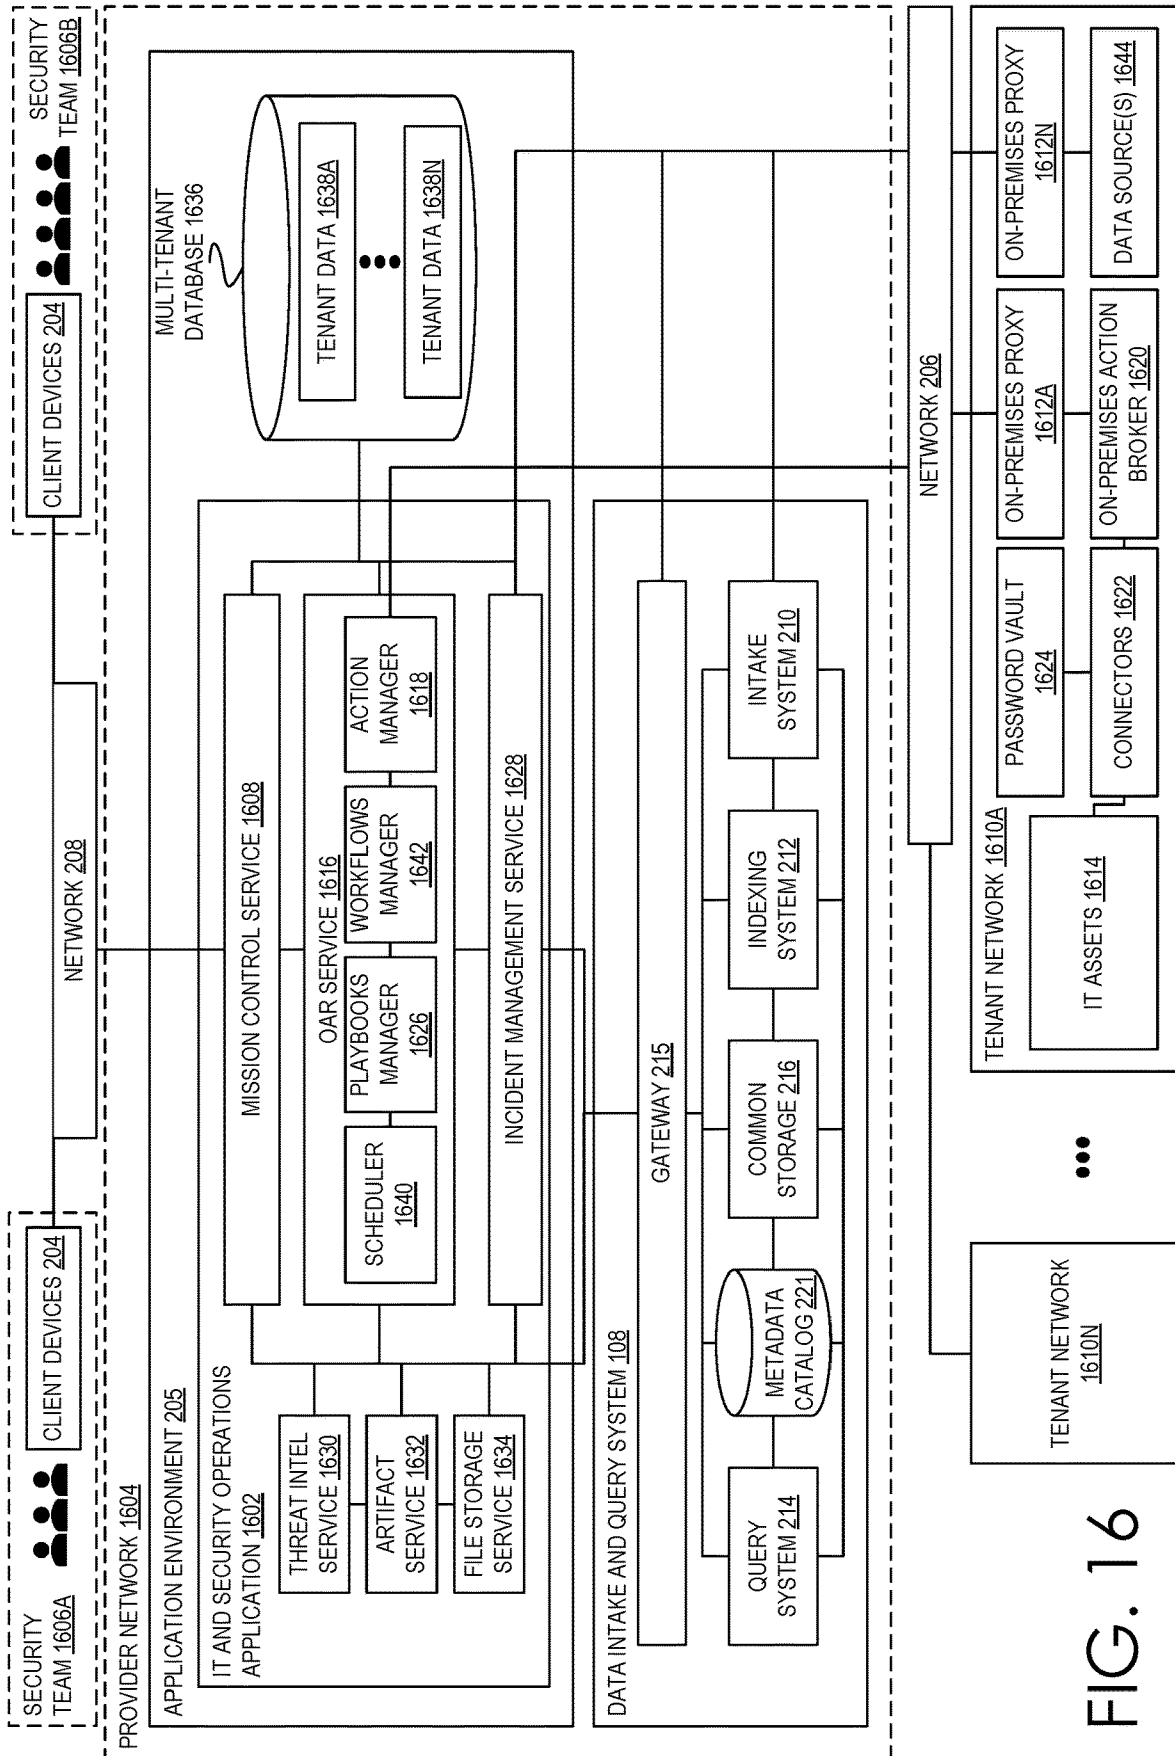 SECURITY
TEAM 1606A
CLIENT DEVICES 204
NETWORK 208
CLIENT DEVICES 204
SECURITY
TEAM 1606B
PROVIDER NETWORK 1604
APPLICATION ENVIRONMENT 205
IT AND SECURITY OPERATIONS
APPLICATION 1602
MISSION CONTROL SERVICE 1608
THREAT INTEL
SERVICE 1630
ARTIFACT
SERVICE 1632
FILE STORAGE
SERVICE 1634
OAR SERVICE 1616
SCHEDULER
1640
PLAYBOOKS
MANAGER
1626
WORKFLOWS
MANAGER
1642
ACTION
MANAGER
1618
INCIDENT MANAGEMENT SERVICE 1628
MULTI-TENANT
DATABASE 1636
TENANT DATA 1638A
TENANT DATA 1638N
DATA INTAKE AND QUERY SYSTEM 108
GATEWAY 215
QUERY
SYSTEM 214
METADATA
CATALOG 221
COMMON
STORAGE 216
INDEXING
SYSTEM 212
INTAKE
SYSTEM 210
NETWORK 206
TENANT NETWORK
1610N
TENANT NETWORK 1610A
IT ASSETS 1614
PASSWORD VAULT
1624
CONNECTORS 1622
ON-PREMISES PROXY
1612A
ON-PREMISES ACTION
BROKER 1620
ON-PREMISES PROXY
1612N
DATA SOURCE(S) 1644
FIG. 16